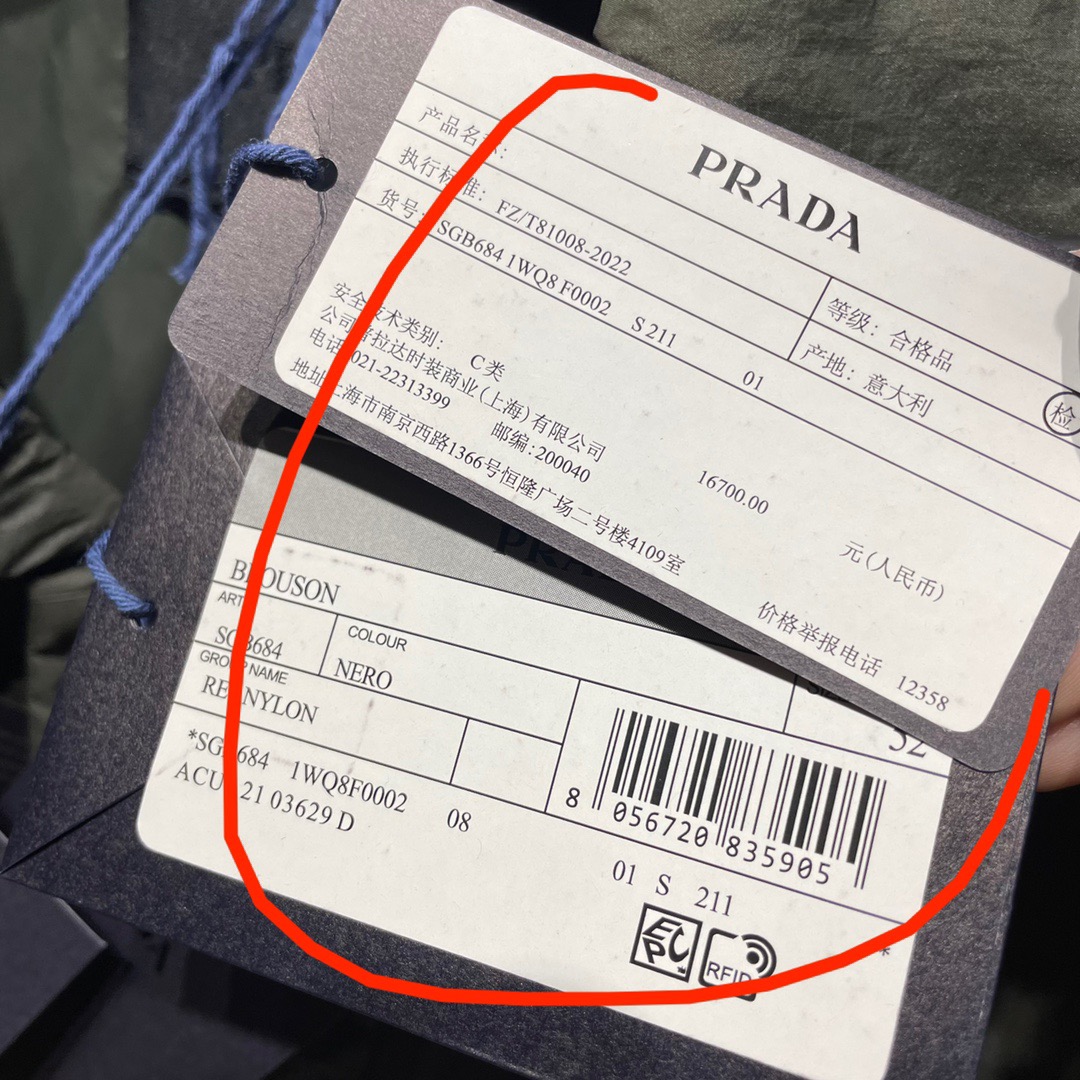 PRADA
产品名称:
执行标准: FZ/T81008-2022
等级: 合格品
货号: SGB684 1WQ8 F0002 S 211 01
产地: 意大利
检
安全技术类别: C类
公司:普拉达时装商业(上海)有限公司
电话:021-22313399 邮编:200040
地址:上海市南京西路1366号恒隆广场二号楼4109室
16700.00 元(人民币)
价格举报电话 12358
BLOUSON
ART
SGB684
COLOUR
NERO
52
GROUP NAME
RE NYLON
*SGB684 1WQ8F0002 08
ACU 21 03629 D
8 056720 835905
01 S 211
*
EPC
RFID